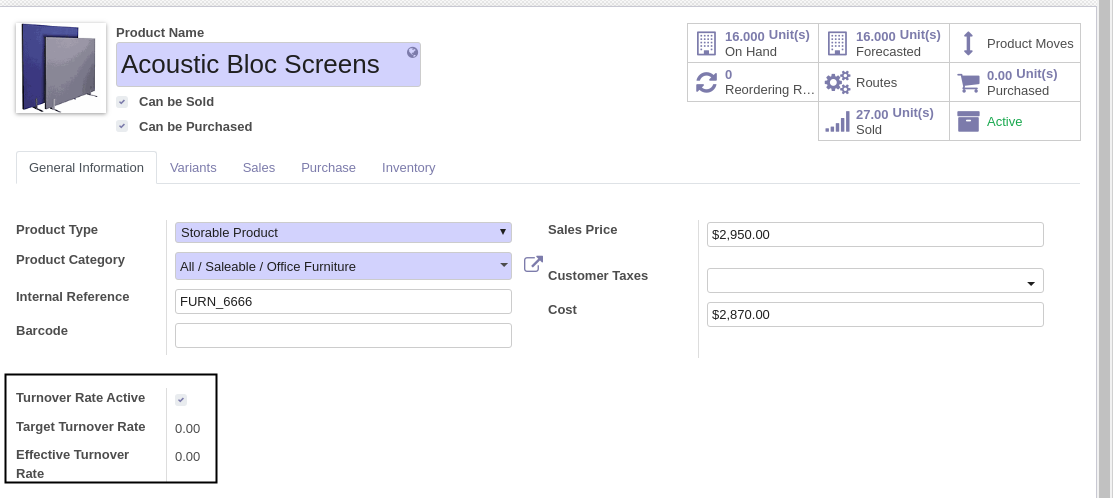 Product Name
Acoustic Bloc Screens
Can be Sold
Can be Purchased
16.000 Unit(s)
On Hand
16.000 Unit(s)
Forecasted
Product Moves
0
Reordering R...
Routes
0.00 Unit(s)
Purchased
27.00 Unit(s)
Sold
Active
General Information Variants Sales Purchase Inventory
Product Type Storable Product
Product Category All / Saleable / Office Furniture
Internal Reference FURN_6666
Barcode
Sales Price $2,950.00
Customer Taxes
Cost $2,870.00
Turnover Rate Active
Target Turnover Rate 0.00
Effective Turnover 0.00
Rate